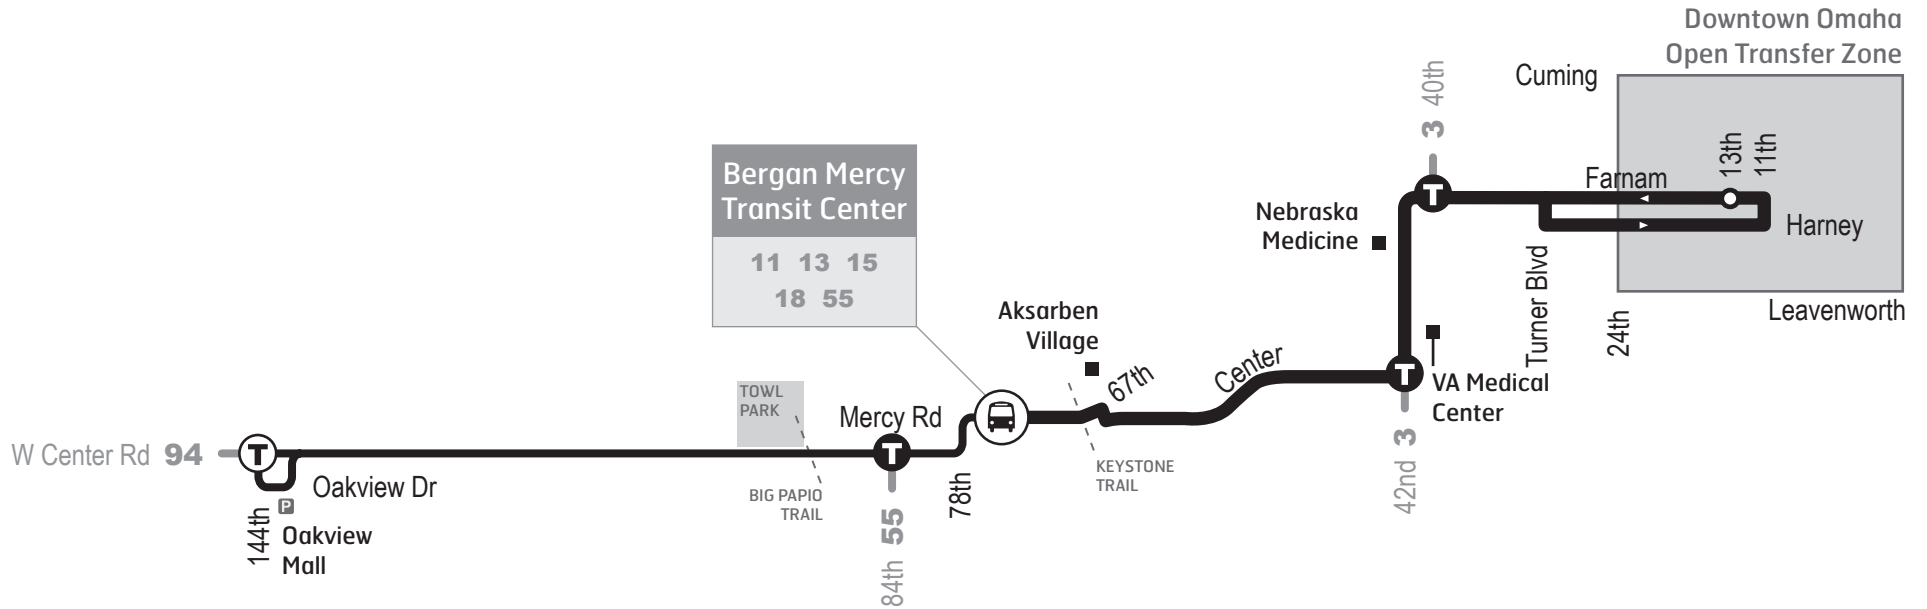 Downtown Omaha
Open Transfer Zone
Cuming
3 40th
13th
11th
Farnam
Harney
Nebraska
Medicine
Turner Blvd
24th
Leavenworth
Bergan Mercy
Transit Center
11 13 15
18 55
Aksarben
Village
67th
Center
T
T
VA Medical
Center
42nd 3
TOWL
PARK
Mercy Rd
W Center Rd 94
T
T
Oakview Dr
KEYSTONE
TRAIL
BIG PAPIO
TRAIL
78th
84th 55
144th
P
Oakview
Mall